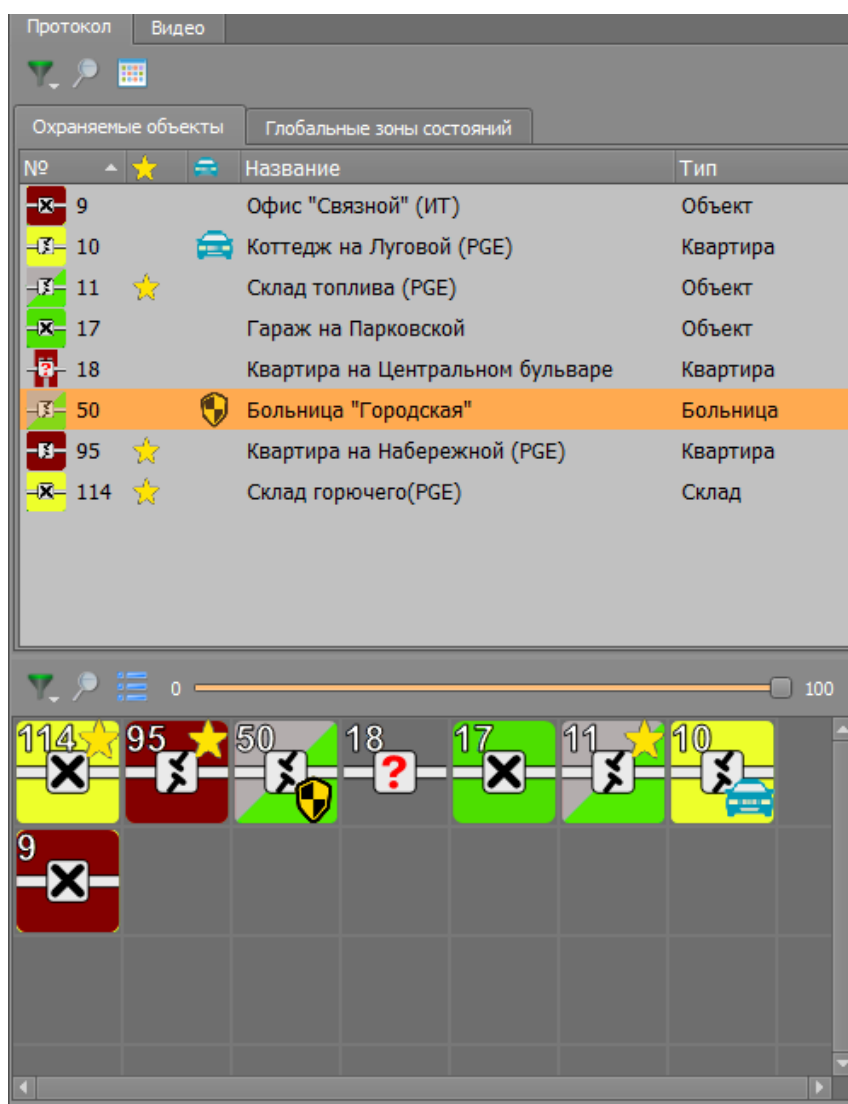 Протокол Видео
Охраняемые объекты Глобальные зоны состояний
№ Название Тип
9 Офис "Связной" (ИТ) Объект
10 Коттедж на Луговой (PGE) Квартира
11 Склад топлива (PGE) Объект
17 Гараж на Парковской Объект
18 Квартира на Центральном бульваре Квартира
50 Больница "Городская" Больница
95 Квартира на Набережной (PGE) Квартира
114 Склад горючего(PGE) Склад
0 100
114 95 50 18 17 11 10
?
9